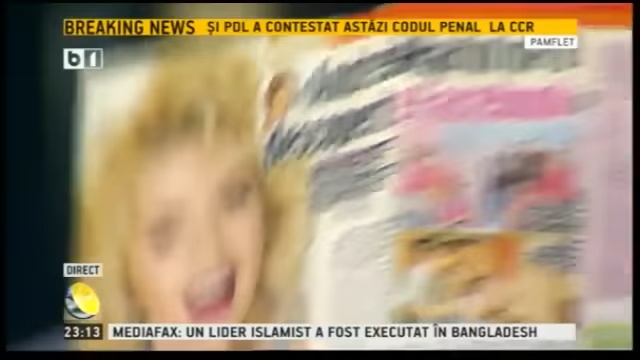 BREAKING NEWS ȘI PDL A CONTESTAT ASTĂZI CODUL PENAL LA CCR
PAMFLET
b1
DIRECT
23:13 MEDIAFAX: UN LIDER ISLAMIST A FOST EXECUTAT ÎN BANGLADESH